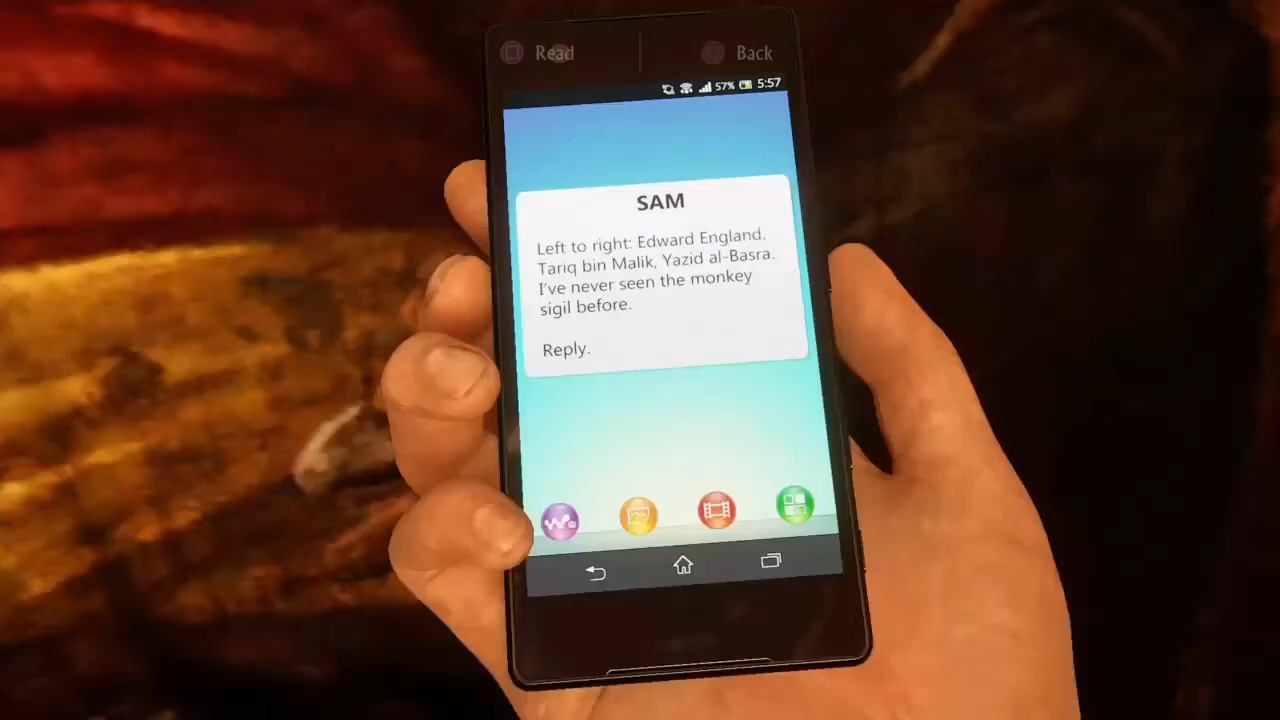 Read
Back
57% 5:57
SAM
Left to right: Edward England,
Tariq bin Malik, Yazid al-Basra.
I've never seen the monkey
sigil before.
Reply.